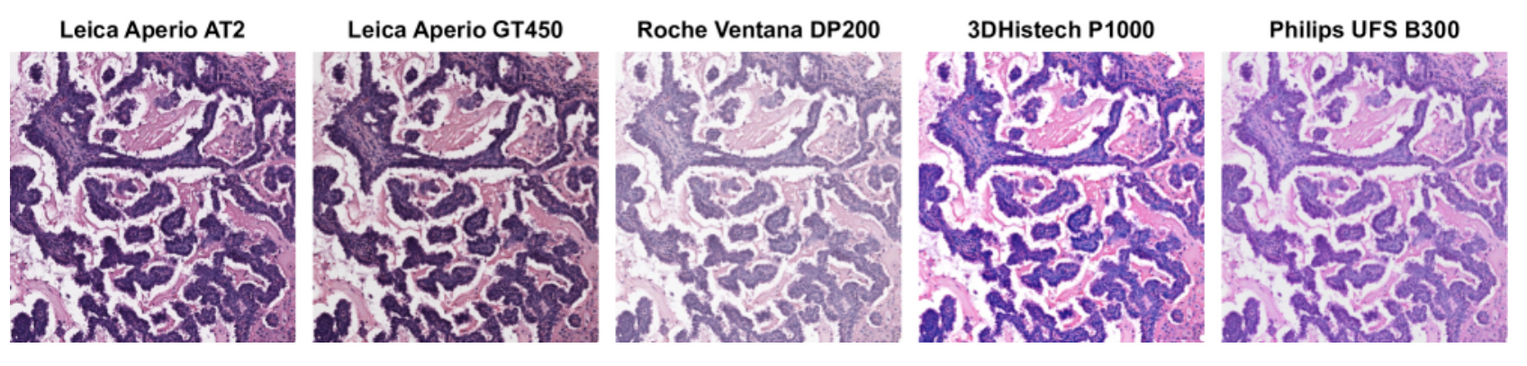 Leica Aperio AT2
Leica Aperio GT450
Roche Ventana DP200
3DHistech P1000
Philips UFS B300